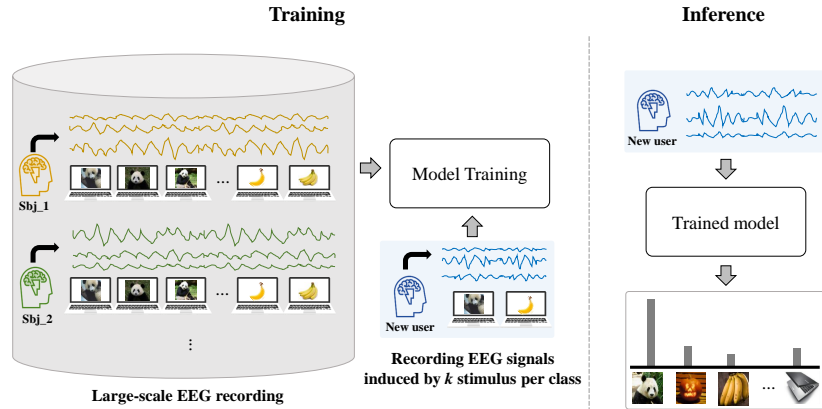 Training
Inference
Sbj_1
...
Sbj_2
...
⋮
Large-scale EEG recording
Model Training
New user
Recording EEG signals
induced by k stimulus per class
New user
Trained model
...